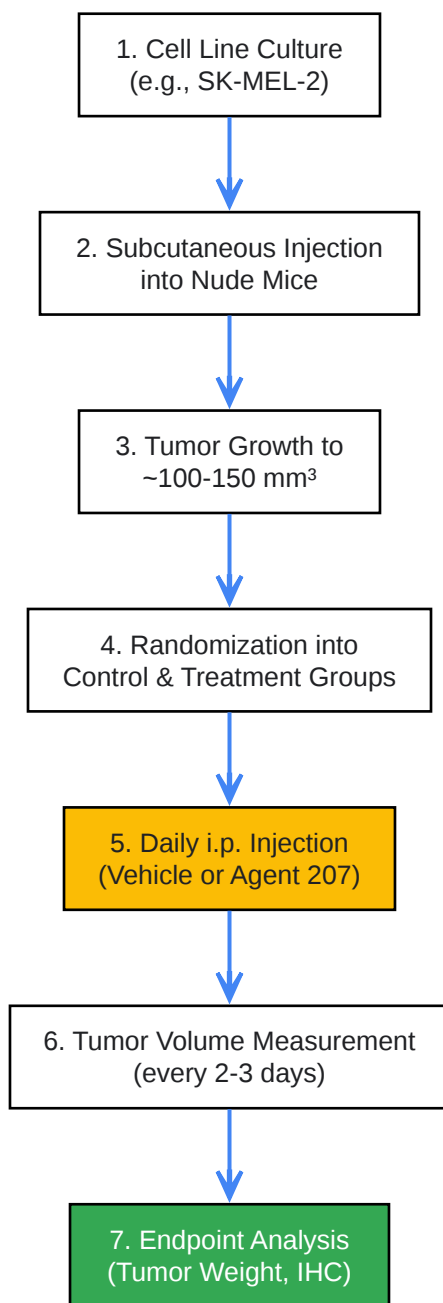 1. Cell Line Culture
(e.g., SK-MEL-2)
2. Subcutaneous Injection
into Nude Mice
3. Tumor Growth to
~100-150 mm³
4. Randomization into
Control & Treatment Groups
5. Daily i.p. Injection
(Vehicle or Agent 207)
6. Tumor Volume Measurement
(every 2-3 days)
7. Endpoint Analysis
(Tumor Weight, IHC)